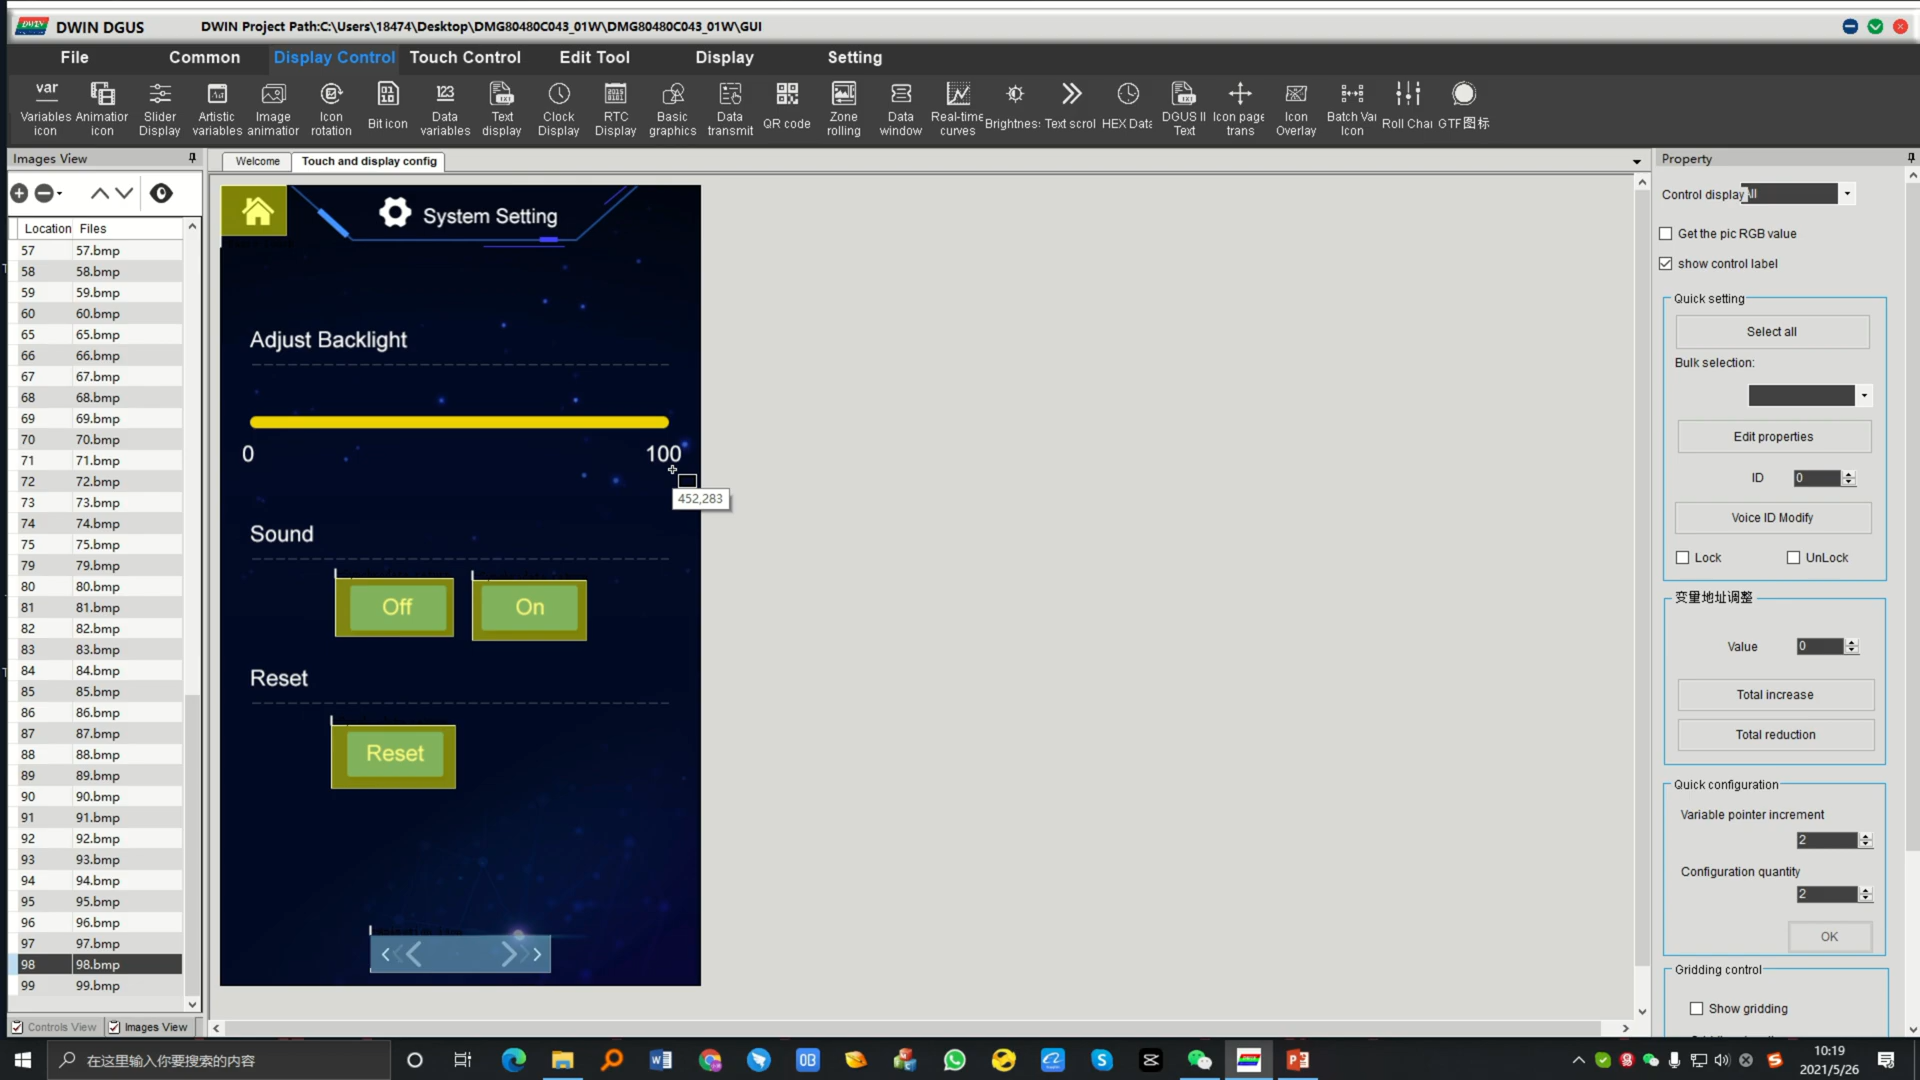 DWIN DGUS DWIN Project Path:C:\Users\18474\Desktop\DMG80480C043_01W\DMG80480C043_01W\GUI
File Common Display Control Touch Control Edit Tool Display Setting
Variables icon
Animation icon
Slider Display
Artistic variables
Image animatior
Icon rotation
Bit icon
Data variables
Text display
Clock Display
RTC Display
Basic graphics
Data transmit
QR code
Zone rolling
Data window
Real-time curves
Brightnes:
Text scrol
HEX Data
DGUS II Text
Icon page trans
Icon Overlay
Batch Var Icon
Roll Char
GTF图标
Images View
Welcome Touch and display config
Location Files
57 57.bmp
58 58.bmp
59 59.bmp
60 60.bmp
65 65.bmp
66 66.bmp
67 67.bmp
68 68.bmp
69 69.bmp
70 70.bmp
71 71.bmp
72 72.bmp
73 73.bmp
74 74.bmp
75 75.bmp
79 79.bmp
80 80.bmp
81 81.bmp
82 82.bmp
83 83.bmp
84 84.bmp
85 85.bmp
86 86.bmp
87 87.bmp
88 88.bmp
89 89.bmp
90 90.bmp
91 91.bmp
92 92.bmp
93 93.bmp
94 94.bmp
95 95.bmp
96 96.bmp
97 97.bmp
98 98.bmp
99 99.bmp
Controls View Images View
System Setting
Adjust Backlight
0 100
452,283
Sound
Off On
Reset
Reset
Property
Control display
Get the pic RGB value
show control label
Quick setting
Select all
Bulk selection:
Edit properties
ID 0
Voice ID Modify
Lock UnLock
变量地址调整
Value 0
Total increase
Total reduction
Quick configuration
Variable pointer increment
2
Configuration quantity
2
OK
Gridding control
Show gridding
在这里输入你要搜索的内容
10:19
2021/5/26